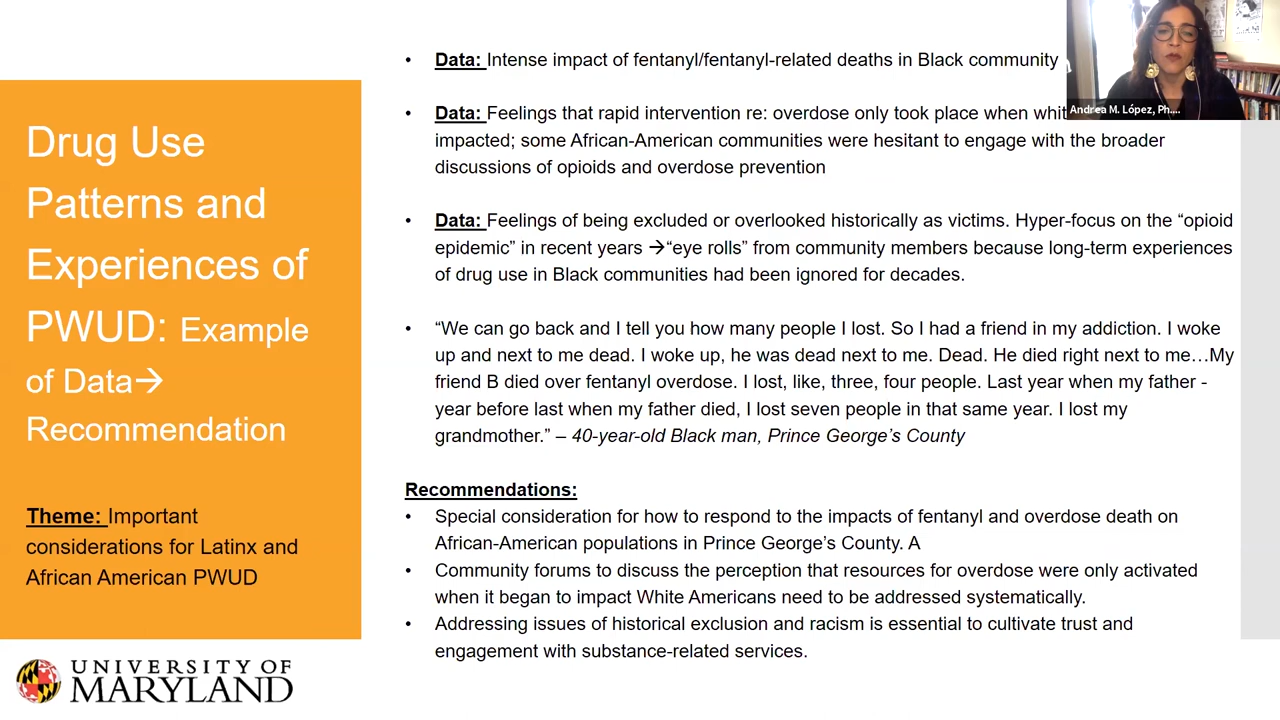 Drug Use
Patterns and
Experiences of
PWUD: Example
of Data→
Recommendation
Theme: Important
considerations for Latinx and
African American PWUD
UNIVERSITY OF
MARYLAND
• Data: Intense impact of fentanyl/fentanyl-related deaths in Black community
• Data: Feelings that rapid intervention re: overdose only took place when
impacted; some African-American communities were hesitant to engage with the broader
discussions of opioids and overdose prevention
• Data: Feelings of being excluded or overlooked historically as victims. Hyper-focus on the “opioid
epidemic” in recent years →“eye rolls” from community members because long-term experiences
of drug use in Black communities had been ignored for decades.
• “We can go back and I tell you how many people I lost. So I had a friend in my addiction. I woke
up and next to me dead. I woke up, he was dead next to me. Dead. He died right next to me…My
friend B died over fentanyl overdose. I lost, like, three, four people. Last year when my father -
year before last when my father died, I lost seven people in that same year. I lost my
grandmother.” – 40-year-old Black man, Prince George’s County
Recommendations:
• Special consideration for how to respond to the impacts of fentanyl and overdose death on
African-American populations in Prince George’s County. A
• Community forums to discuss the perception that resources for overdose were only activated
when it began to impact White Americans need to be addressed systematically.
• Addressing issues of historical exclusion and racism is essential to cultivate trust and
engagement with substance-related services.
Andrea M. López, Ph....